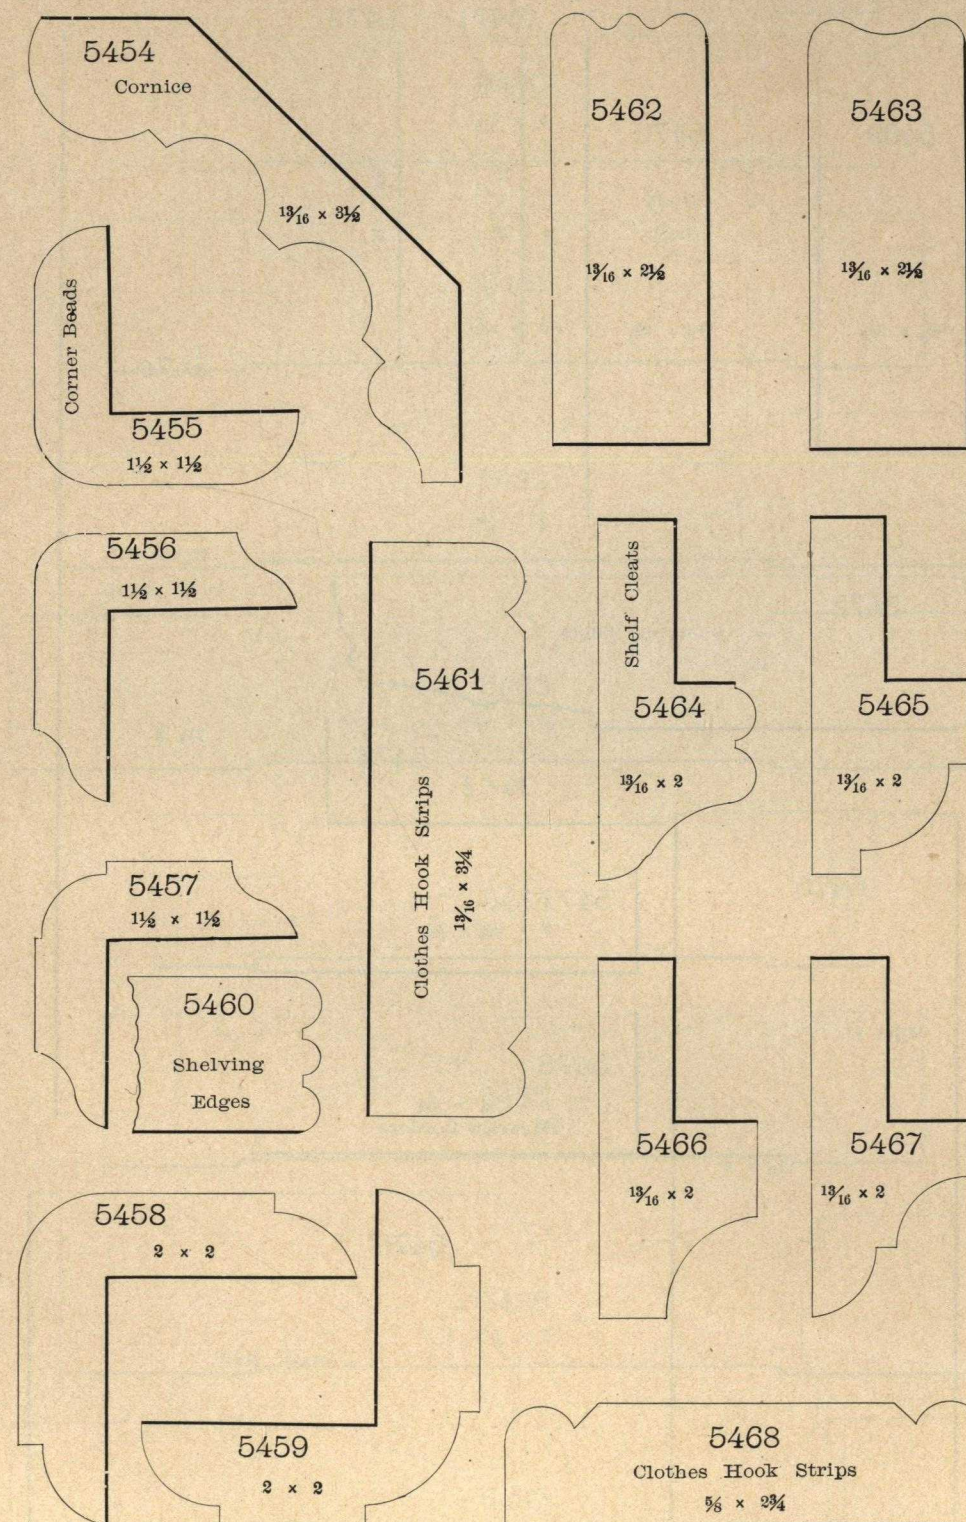 5454
Cornice
13/16 × 3½
Corner Beads
5455
1½ × 1½
5456
1½ × 1½
5457
1½ × 1½
5460
Shelving
Edges
5458
2 × 2
5459
2 × 2
5461
Clothes Hook Strips
13/16 × 3¼
5462
13/16 × 2½
5463
13/16 × 2½
Shelf Cleats
5464
13/16 × 2
5465
13/16 × 2
5466
13/16 × 2
5467
13/16 × 2
5468
Clothes Hook Strips
⅝ × 2¾